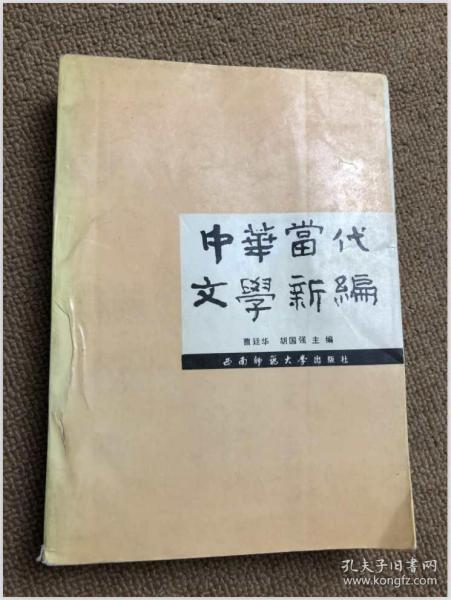 中華當代
文學新編
曹廷华 胡国强 主编
西南师范大学出版社
孔夫子旧书网
www.kongfz.com